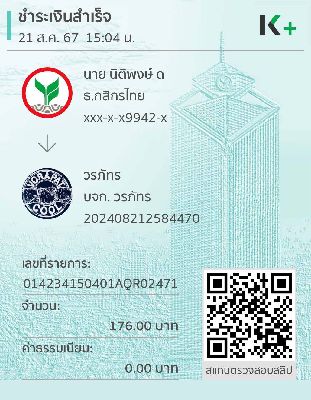 ชำระเงินสำเร็จ
21 ส.ค. 67 15:04 น.
K+
นาย นิติพงษ์ ด
ธ.กสิกรไทย
xxx-x-x9942-x
วรภัทร
บจก. วรภัทร
202408212584470
เลขที่รายการ:
014234150401AQR02471
จำนวน:
176.00 บาท
ค่าธรรมเนียม:
0.00 บาท
สแกนตรวจสอบสลิป